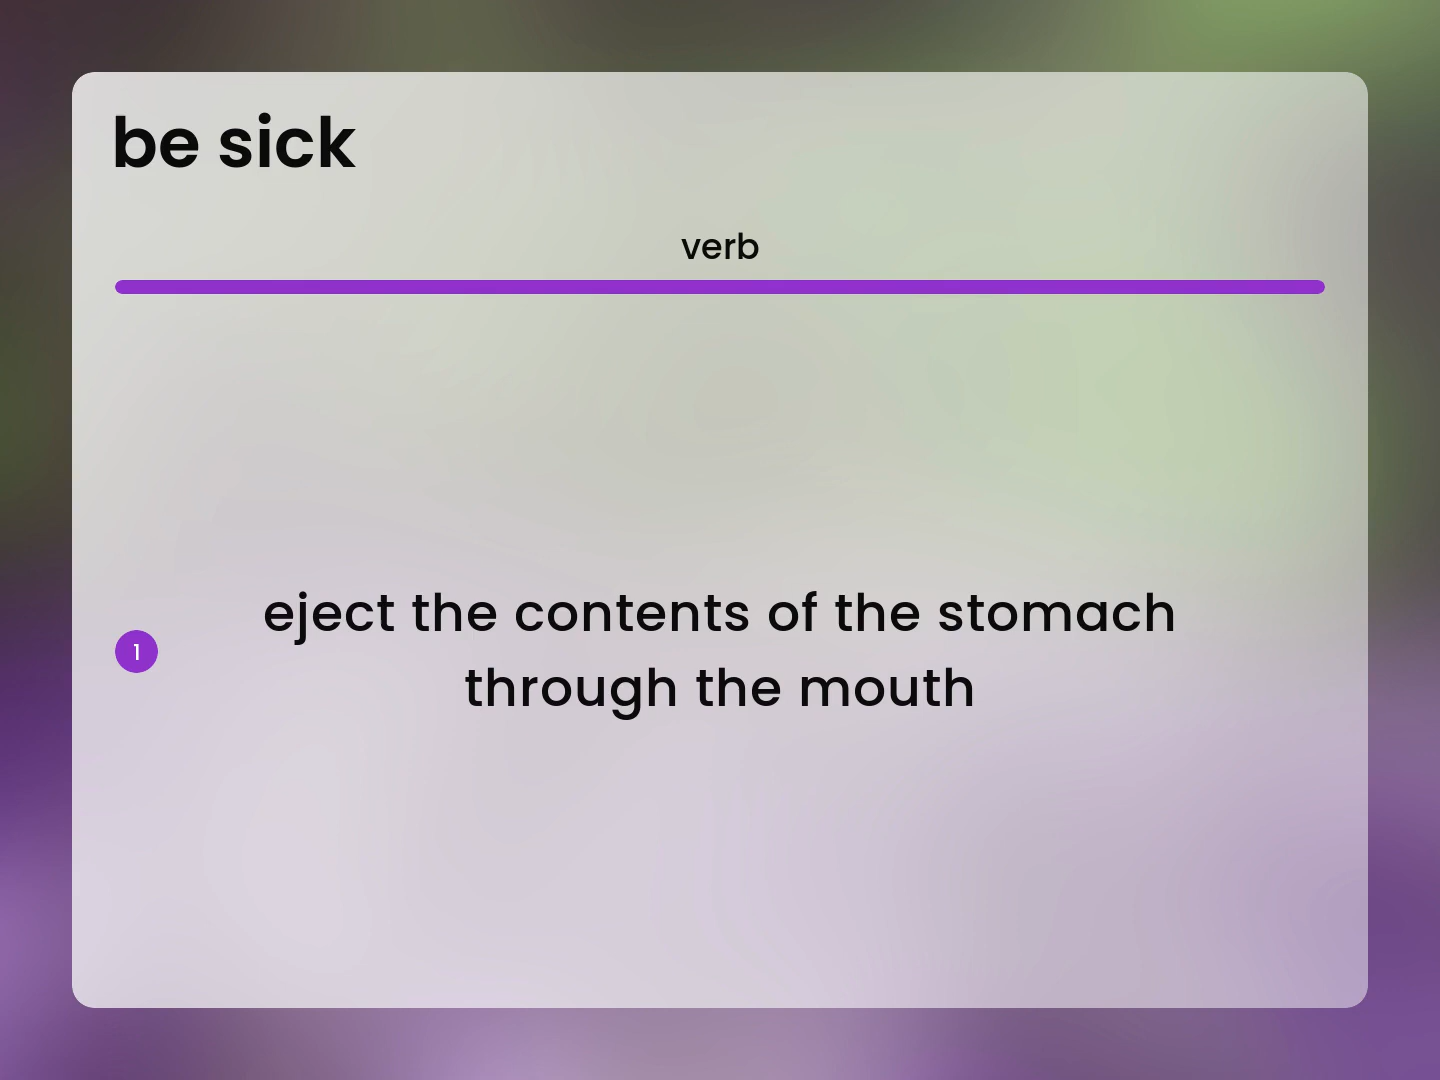 be sick
verb
1
eject the contents of the stomach
through the mouth